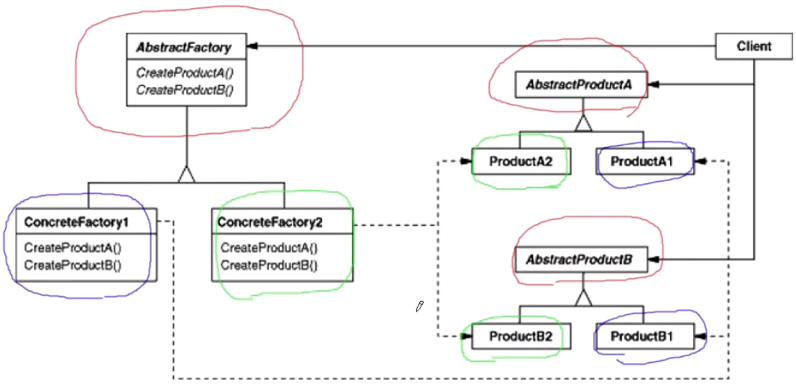 AbstractFactory
CreateProductA()
CreateProductB()
Client
AbstractProductA
ProductA2
ProductA1
ConcreteFactory1
CreateProductA()
CreateProductB()
ConcreteFactory2
CreateProductA()
CreateProductB()
AbstractProductB
ProductB2
ProductB1